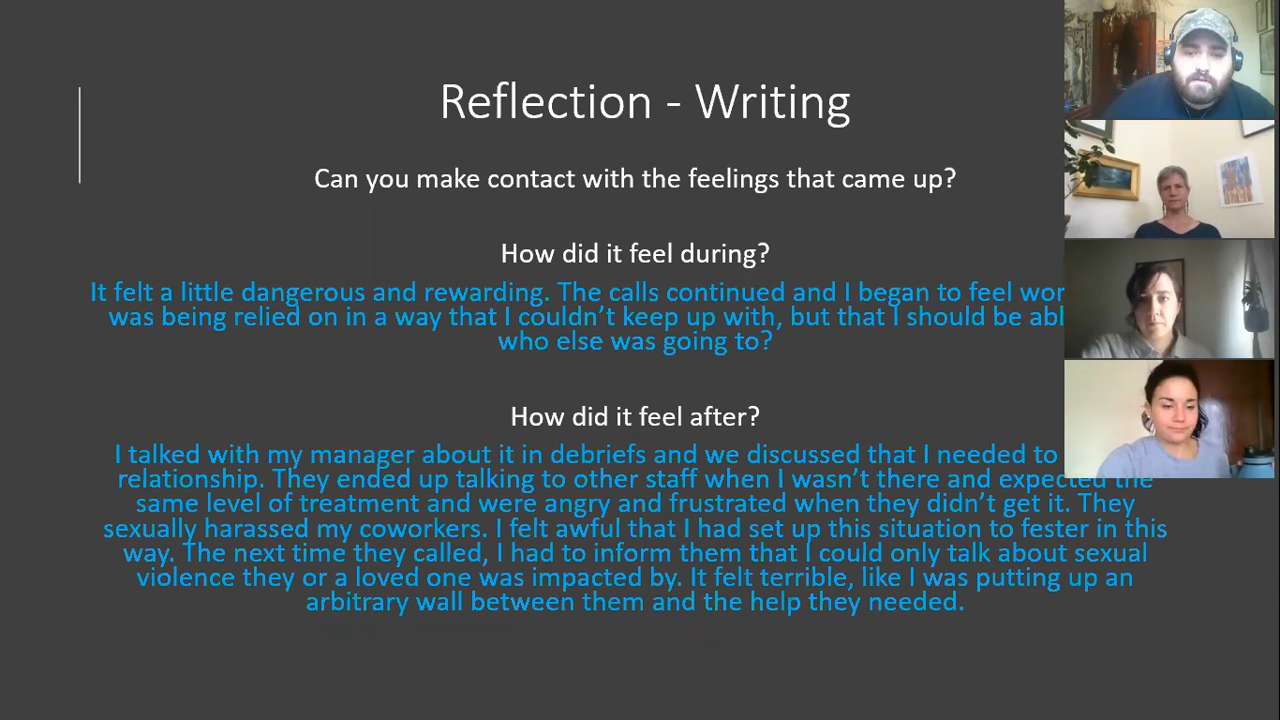 Reflection - Writing
Can you make contact with the feelings that came up?
How did it feel during?
It felt a little dangerous and rewarding. The calls continued and I began to feel
was being relied on in a way that I couldn’t keep up with, but that I should be
who else was going to?
How did it feel after?
I talked with my manager about it in debriefs and we discussed that I needed to
relationship. They ended up talking to other staff when I wasn’t there and expected the
same level of treatment and were angry and frustrated when they didn’t get it. They
sexually harassed my coworkers. I felt awful that I had set up this situation to fester in this
way. The next time they called, I had to inform them that I could only talk about sexual
violence they or a loved one was impacted by. It felt terrible, like I was putting up an
arbitrary wall between them and the help they needed.